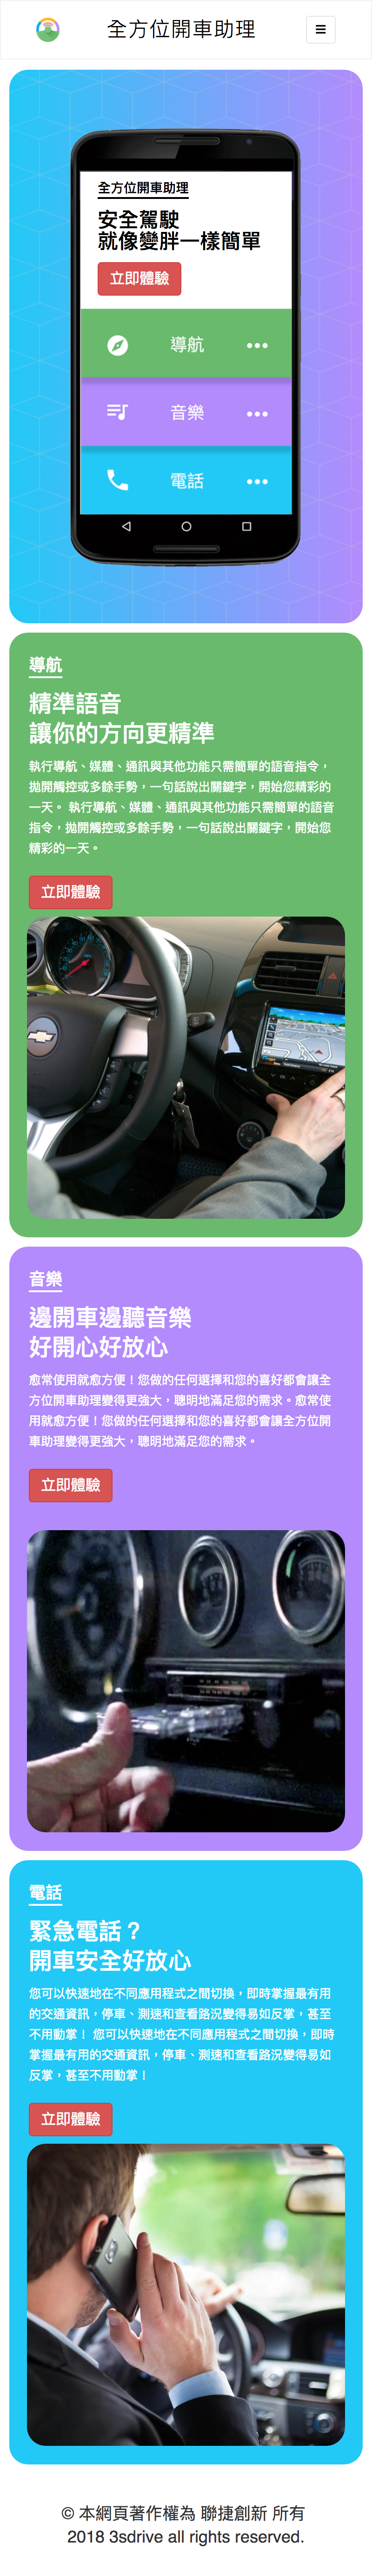 全方位開車助理
全方位開車助理
安全駕駛
就像變胖一樣簡單
立即體驗
導航
音樂
電話
導航
精準語音
讓你的方向更精準
執行導航、媒體、通訊與其他功能只需簡單的語音指令，
拋開觸控或多餘手勢，一句話說出關鍵字，開始您精彩的
一天。 執行導航、媒體、通訊與其他功能只需簡單的語音
指令，拋開觸控或多餘手勢，一句話說出關鍵字，開始您
精彩的一天。
立即體驗
音樂
邊開車邊聽音樂
好開心好放心
愈常使用就愈方便！您做的任何選擇和您的喜好都會讓全
方位開車助理變得更強大，聰明地滿足您的需求。愈常使
用就愈方便！您做的任何選擇和您的喜好都會讓全方位開
車助理變得更強大，聰明地滿足您的需求。
立即體驗
電話
緊急電話？
開車安全好放心
您可以快速地在不同應用程式之間切換，即時掌握最有用
的交通資訊，停車、測速和查看路況變得易如反掌，甚至
不用動掌！ 您可以快速地在不同應用程式之間切換，即時
掌握最有用的交通資訊，停車、測速和查看路況變得易如
反掌，甚至不用動掌！
立即體驗
© 本網頁著作權為 聯捷創新 所有
2018 3sdrive all rights reserved.